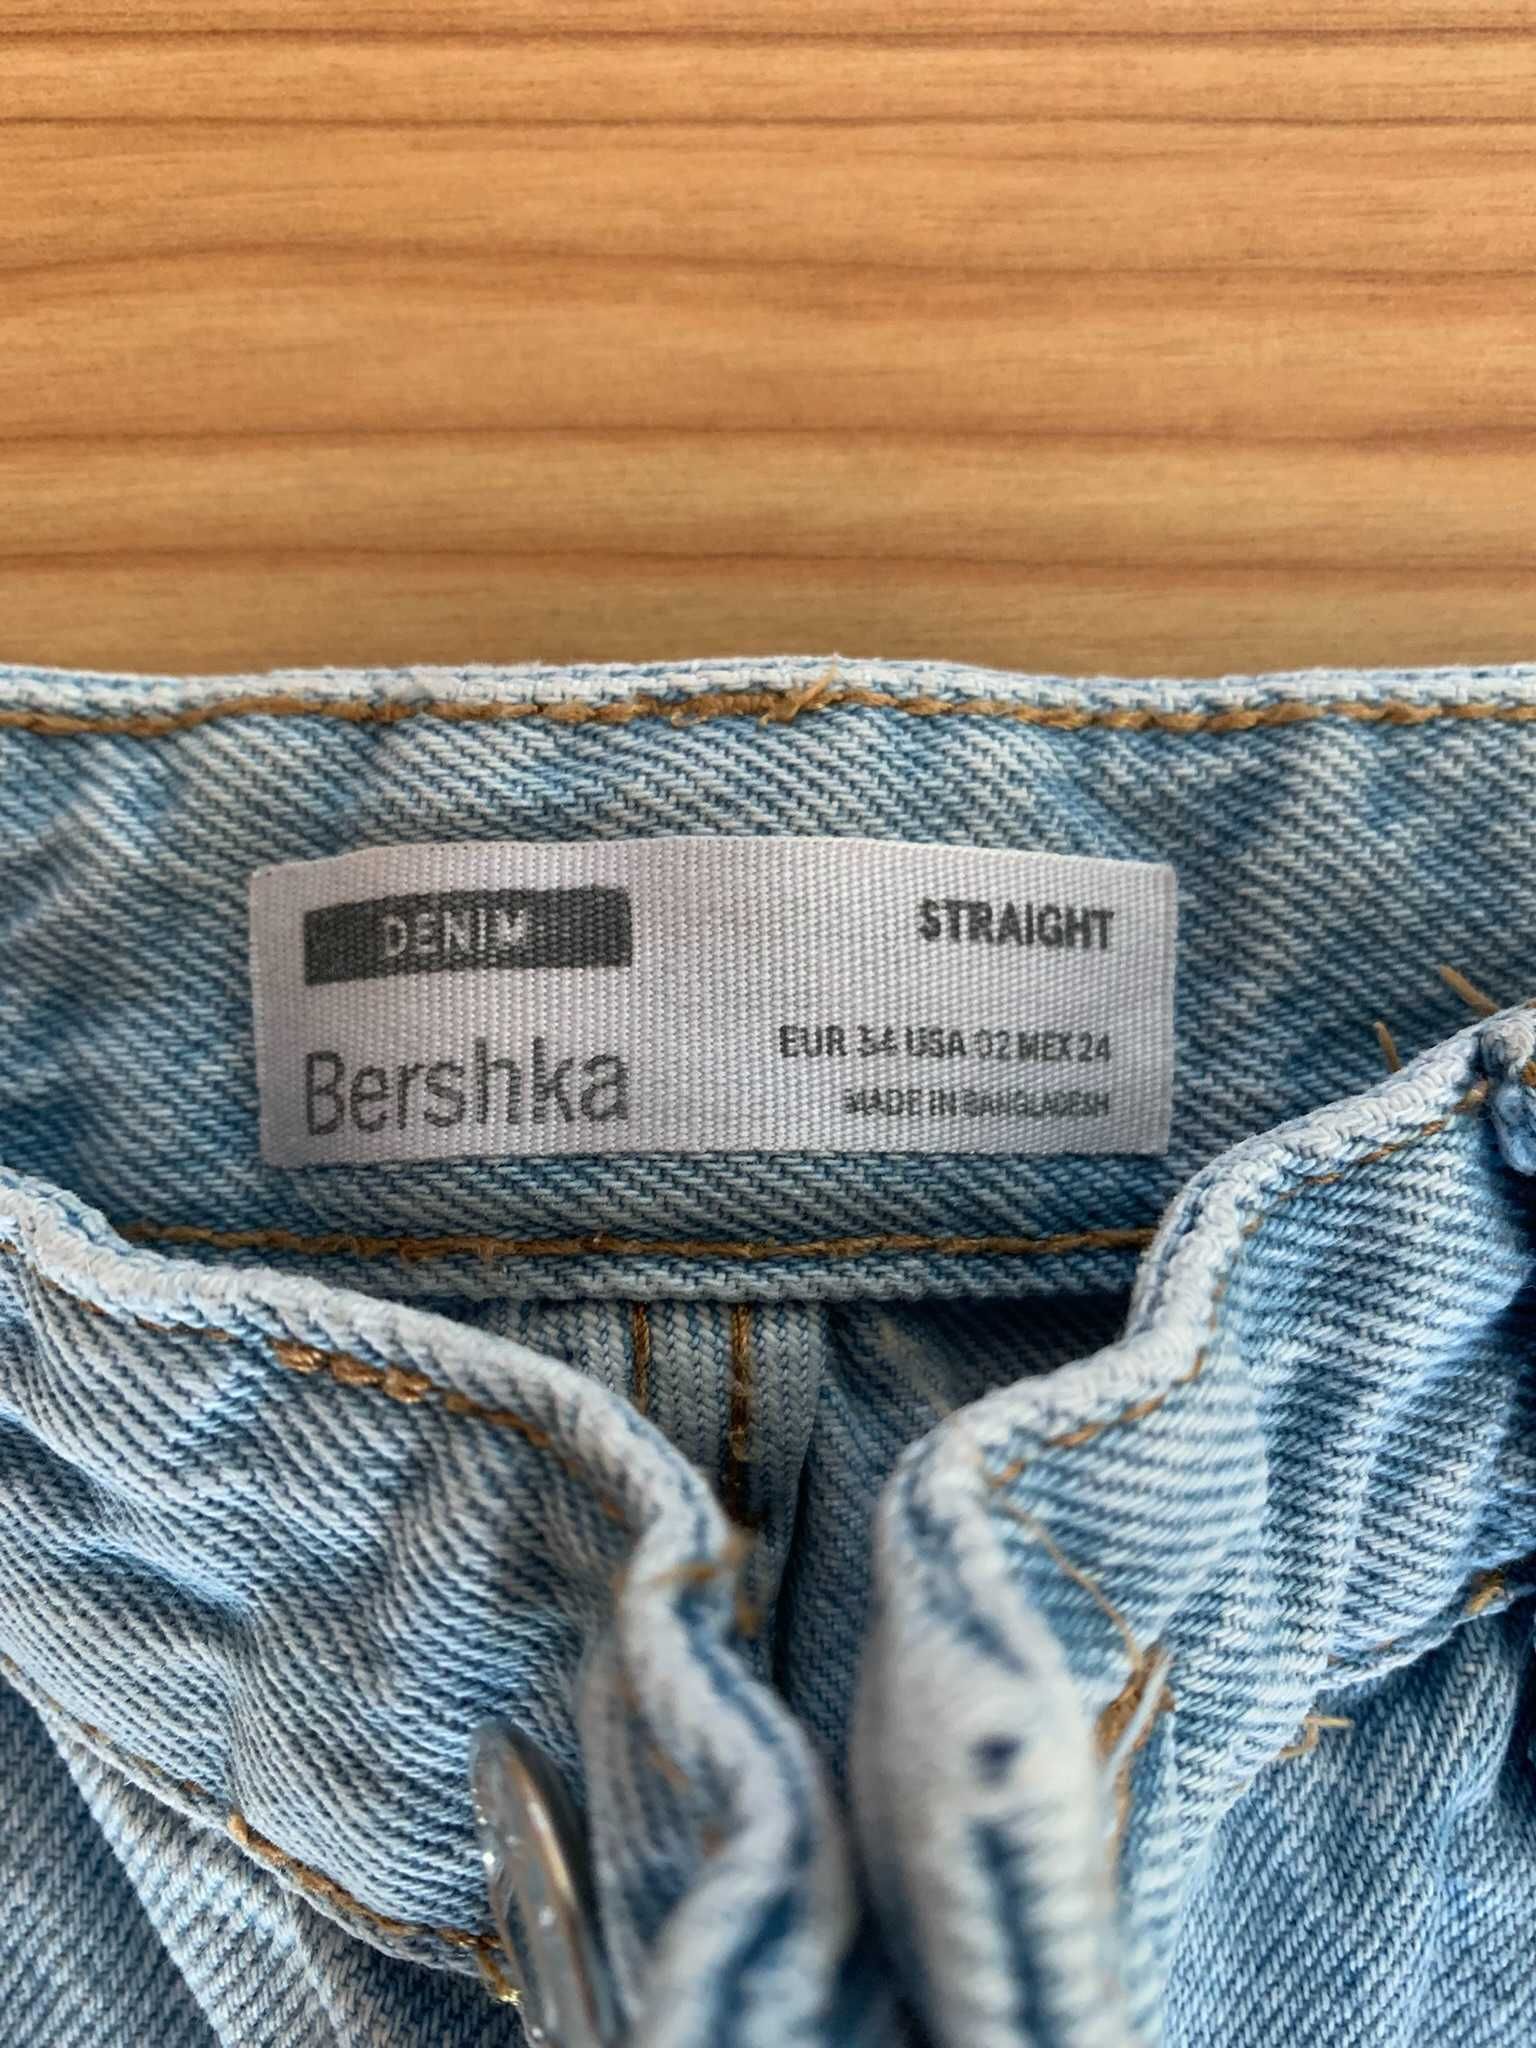 DENIM
STRAIGHT
Bershka
EUR 34 USA 02 MEX 24
MADE IN BANGLADESH